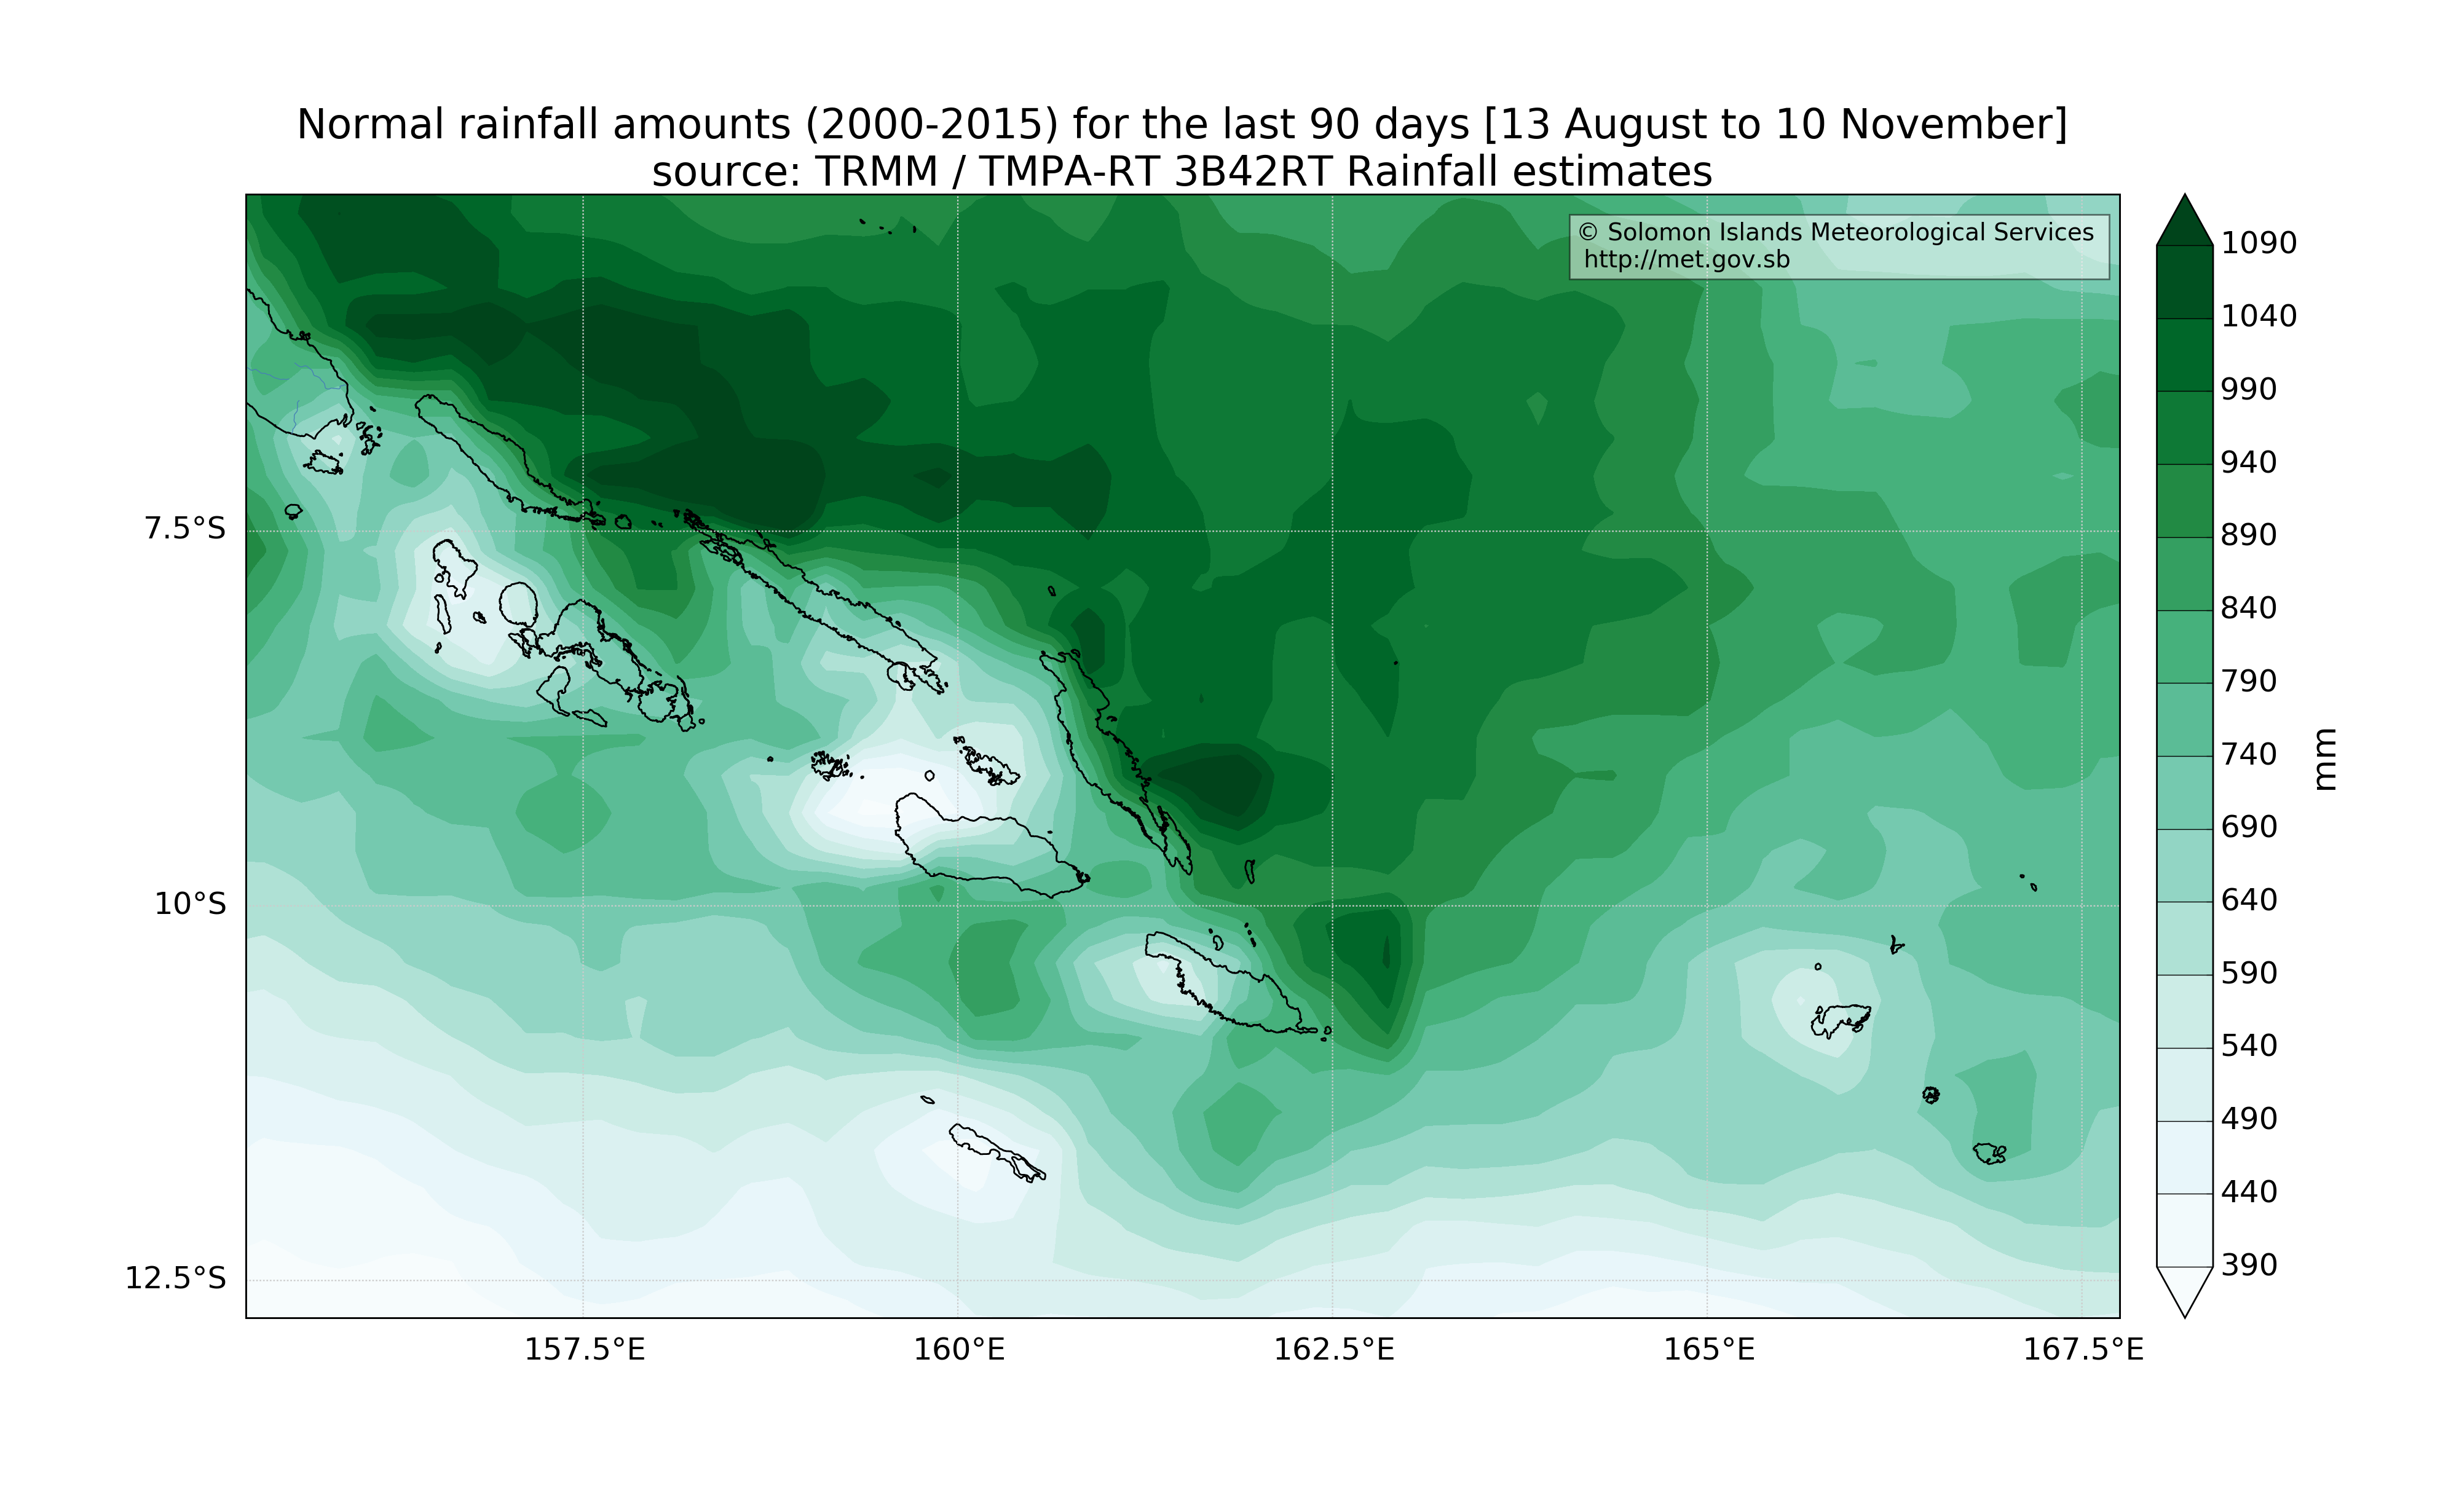 Normal rainfall amounts (2000-2015) for the last 90 days [13 August to 10 November]
source: TRMM / TMPA-RT 3B42RT Rainfall estimates
© Solomon Islands Meteorological Services
http://met.gov.sb
7.5°S
10°S
12.5°S
157.5°E
160°E
162.5°E
165°E
167.5°E
1090
1040
990
940
890
840
790
740
690
640
590
540
490
440
390
mm